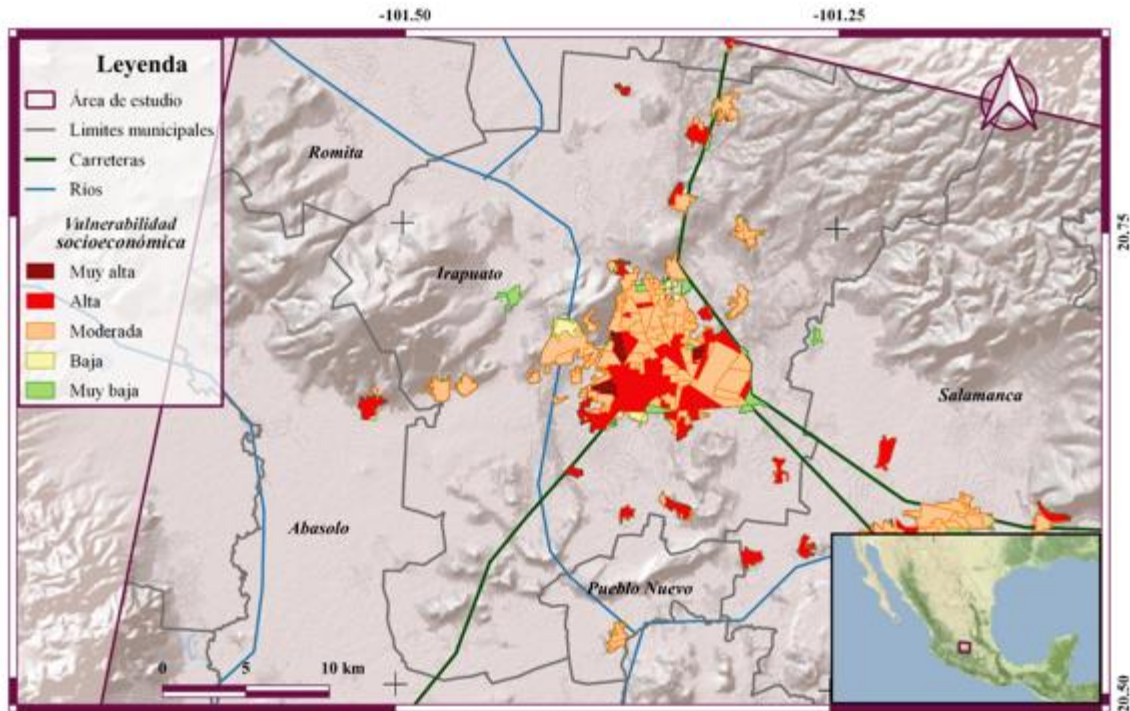 -101.50
-101.25
Leyenda
Área de estudio
Limites municipales
Carreteras
Ríos
Vulnerabilidad
socioeconómica
Muy alta
Alta
Moderada
Baja
Muy baja
Romita
Irapuato
Salamanca
Abasolo
Pueblo Nuevo
20.75
20.50
0
5
10 km